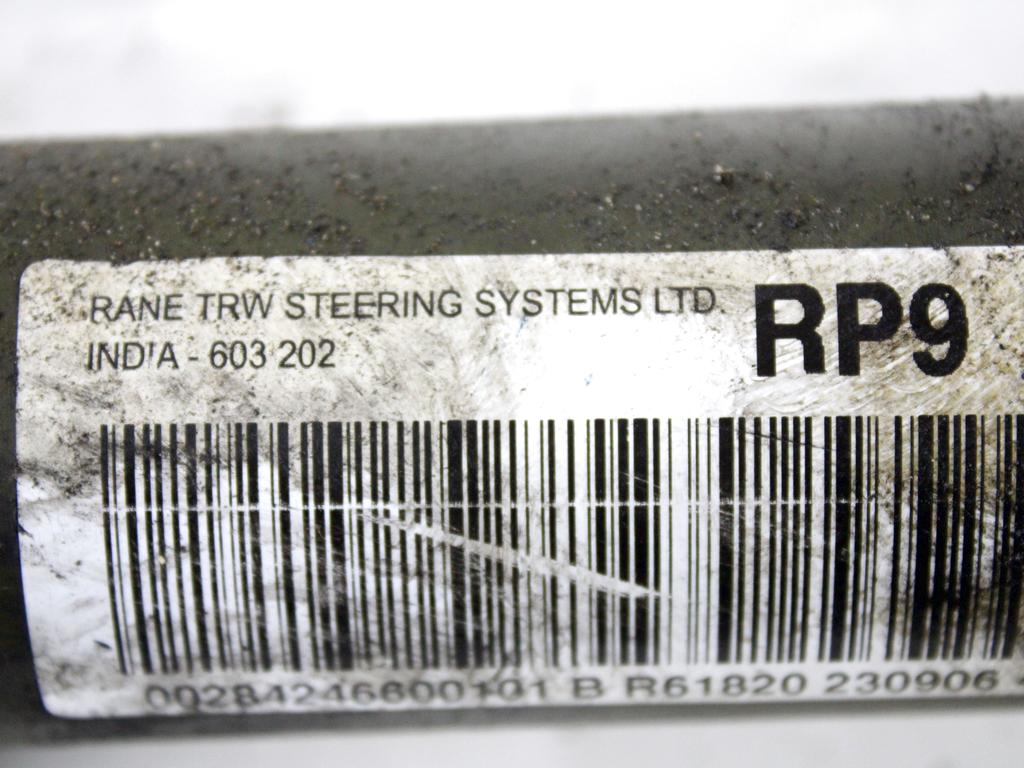 RANE TRW STEERING SYSTEMS LTD. RP9
INDIA - 603 202
00284246600101 B R61820 230906